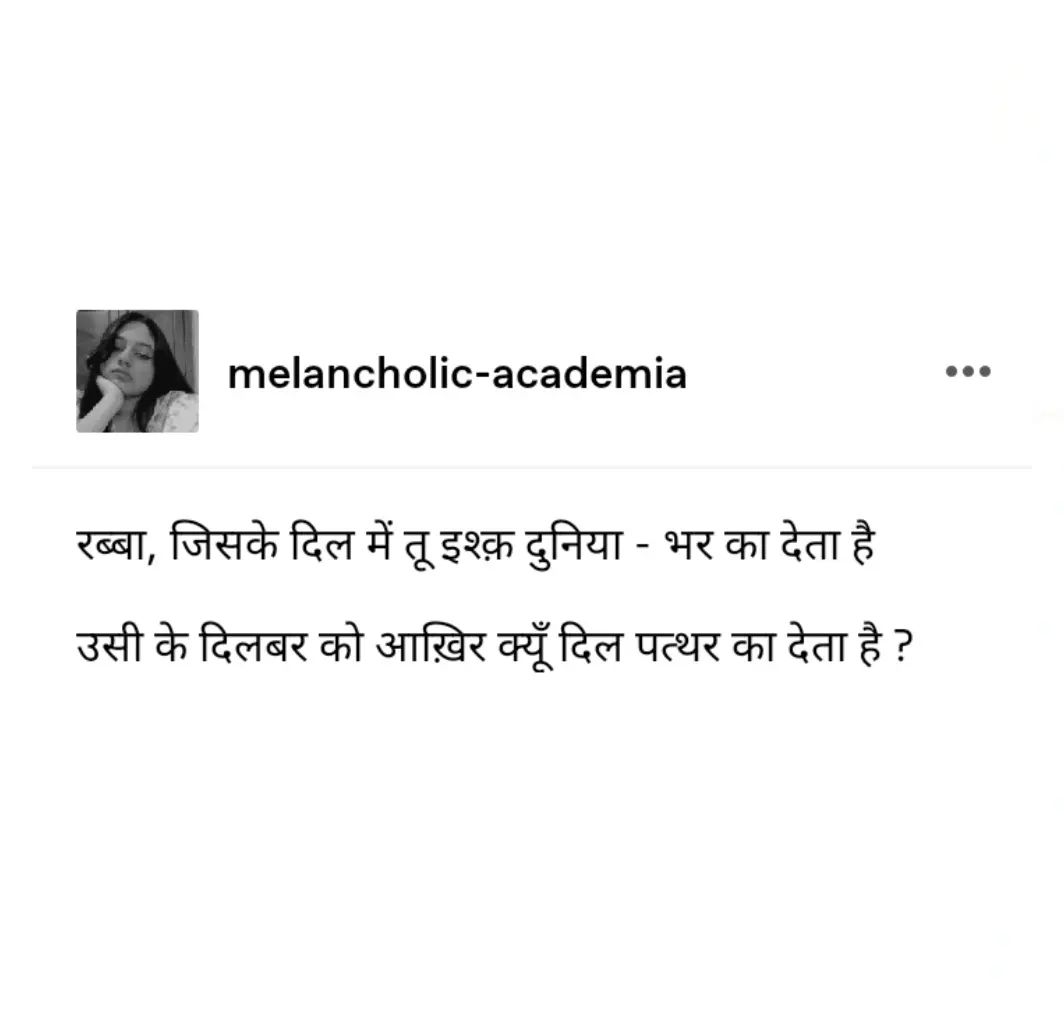 melancholic-academia
रब्बा, जिसके दिल में तू इश्क़ दुनिया - भर का देता है
उसी के दिलबर को आख़िर क्यूँ दिल पत्थर का देता है ?